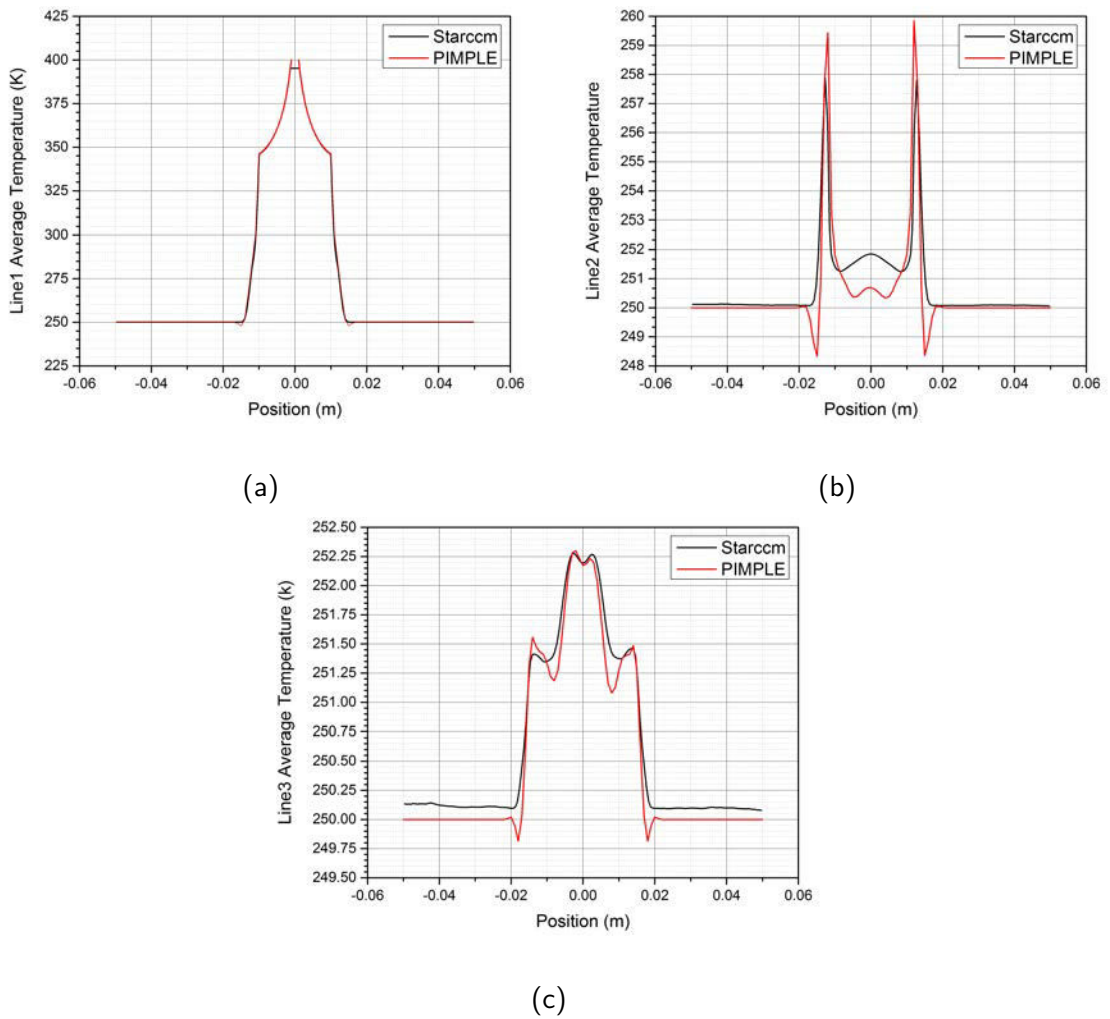 425
400
375
350
325
300
275
250
225
Line1 Average Temperature (K)
-0.06 -0.04 -0.02 0.00 0.02 0.04 0.06
Position (m)
Starccm
PIMPLE
(a)
260
259
258
256
255
254
253
252
250
249
248
Line2 Average Temperature
-0.06 -0.04 -0.02 0.00 0.02 0.04 0.06
Position (m)
Starccm
PIMPLE
(b)
252.50
252.25
252.00
251.75
251.50
251.25
251.00
250.75
250.50
250.25
250.00
249.75
249.50
Line3 Average Temperature (k)
-0.06 -0.04 -0.02 0.00 0.02 0.04 0.06
Position (m)
Starccm
PIMPLE
(c)